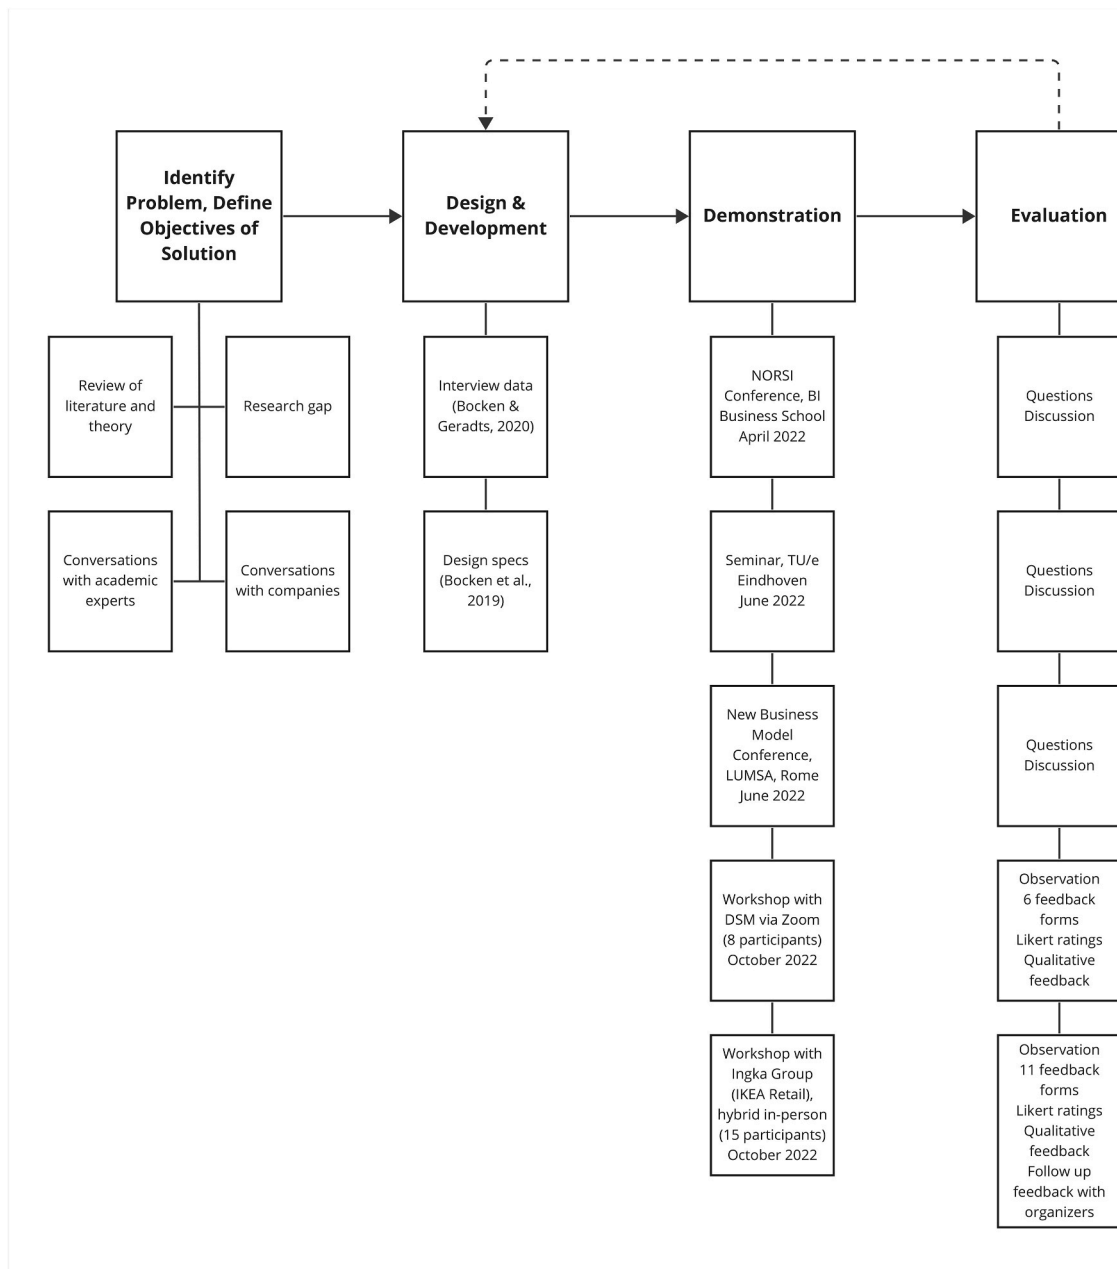 Identify
Problem, Define
Objectives of
Solution
Design &
Development
Demonstration
Evaluation
Review of
literature and
theory
Research gap
Conversations
with academic
experts
Conversations
with companies
Interview data
(Bocken &
Geradts, 2020)
Design specs
(Bocken et al.,
2019)
NORSI
Conference, BI
Business School
April 2022
Seminar, TU/e
Eindhoven
June 2022
New Business
Model
Conference,
LUMSA, Rome
June 2022
Workshop with
DSM via Zoom
(8 participants)
October 2022
Workshop with
Ingka Group
(IKEA Retail),
hybrid in-person
(15 participants)
October 2022
Questions
Discussion
Questions
Discussion
Questions
Discussion
Observation
6 feedback
forms
Likert ratings
Qualitative
feedback
Observation
11 feedback
forms
Likert ratings
Qualitative
feedback
Follow up
feedback with
organizers